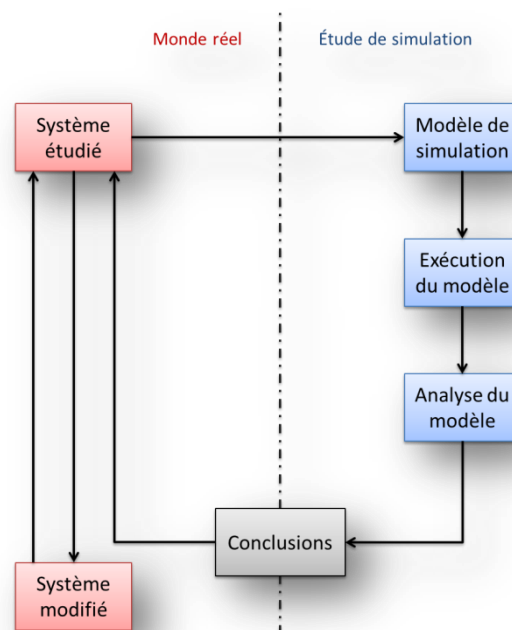 Monde réel
Étude de simulation
Système
étudié
Modèle de
simulation
Exécution
du modèle
Analyse du
modèle
Conclusions
Système
modifié